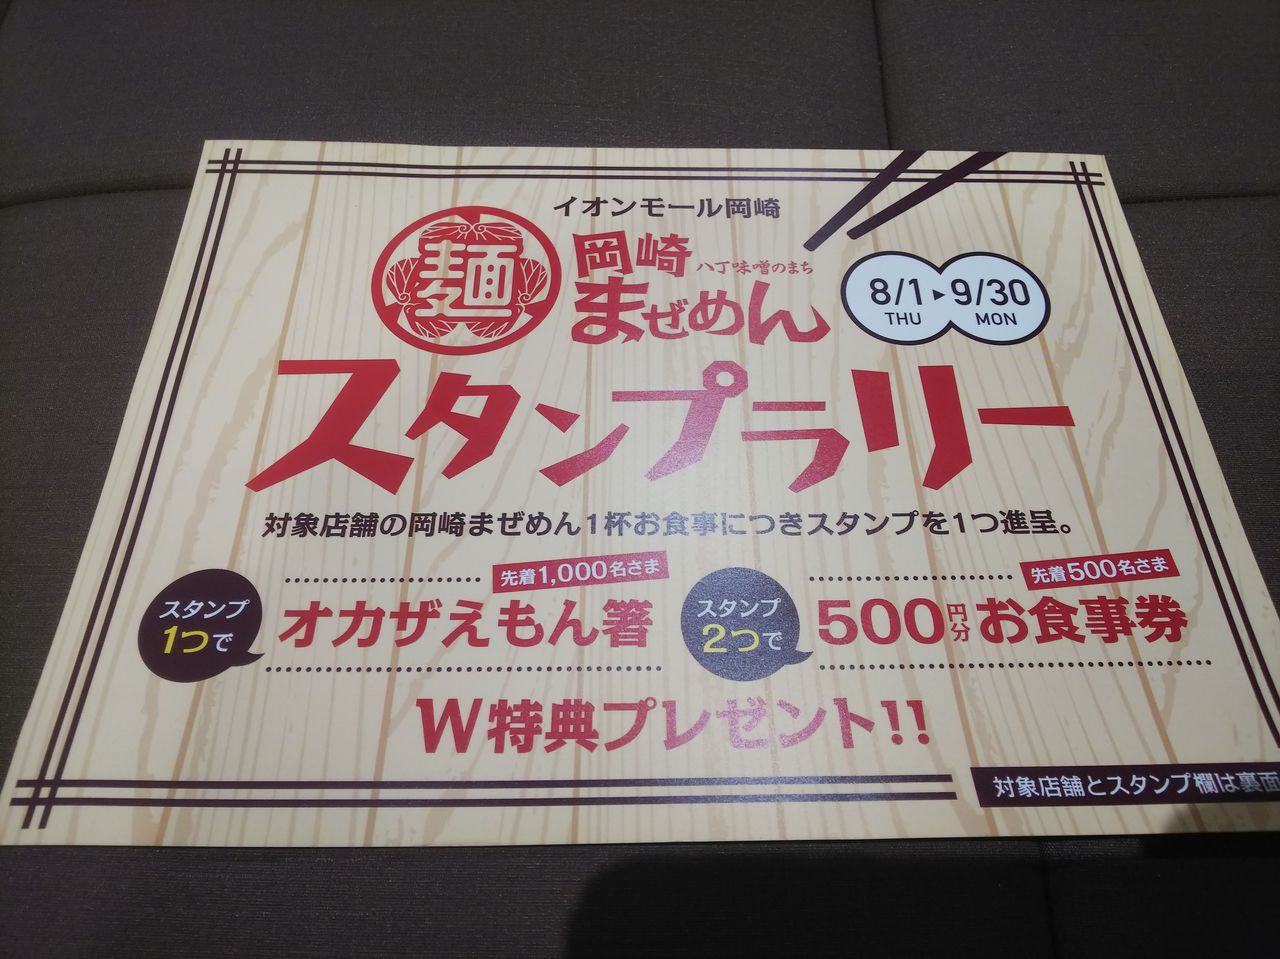 イオンモール岡崎
麺
岡崎
八丁味噌のまち
まぜめん
8/1▶9/30
THU MON
スタンプラリー
対象店舗の岡崎まぜめん1杯お食事につきスタンプを1つ進呈。
スタンプ
1つで
先着1,000名さま
オカザえもん箸
スタンプ
2つで
先着500名さま
500円分お食事券
W特典プレゼント!!
対象店舗とスタンプ欄は裏面